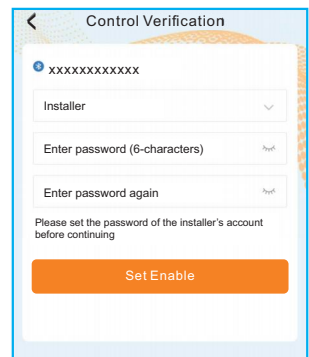 Control Verification
xxxxxxxxxxxx
Installer
Enter password (6-characters)
Enter password again
Please set the password of the installer's account
before continuing
Set Enable